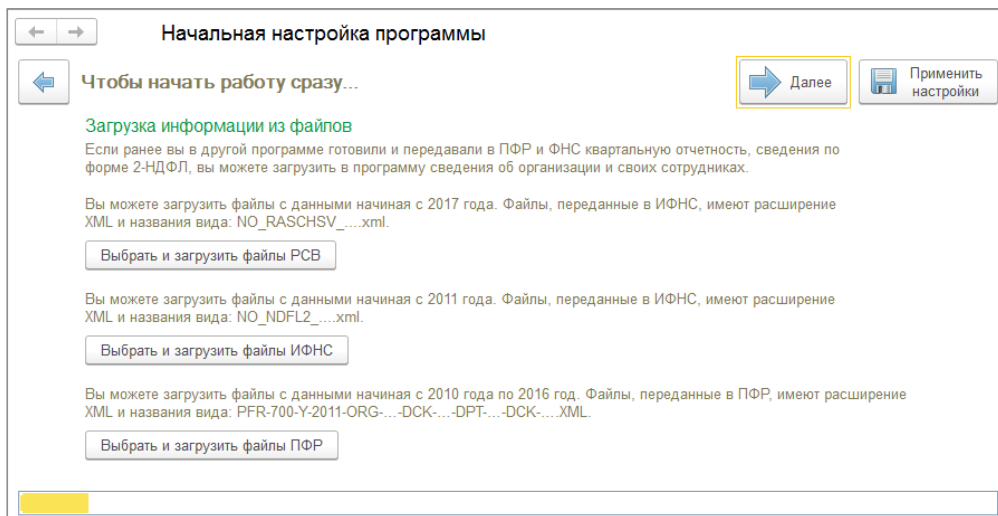 Начальная настройка программы
Чтобы начать работу сразу...
Далее
Применить
настройки
Загрузка информации из файлов
Если ранее вы в другой программе готовили и передавали в ПФР и ФНС квартальную отчетность, сведения по
форме 2-НДФЛ, вы можете загрузить в программу сведения об организации и своих сотрудниках.
Вы можете загрузить файлы с данными начиная с 2017 года. Файлы, переданные в ИФНС, имеют расширение
XML и названия вида: NO_RASCHSV_....xml.
Выбрать и загрузить файлы РСВ
Вы можете загрузить файлы с данными начиная с 2011 года. Файлы, переданные в ИФНС, имеют расширение
XML и названия вида: NO_NDFL2_....xml.
Выбрать и загрузить файлы ИФНС
Вы можете загрузить файлы с данными начиная с 2010 года по 2016 год. Файлы, переданные в ПФР, имеют расширение
XML и названия вида: PFR-700-Y-2011-ORG-...-DCK-...-DPT-...-DCK-....XML.
Выбрать и загрузить файлы ПФР